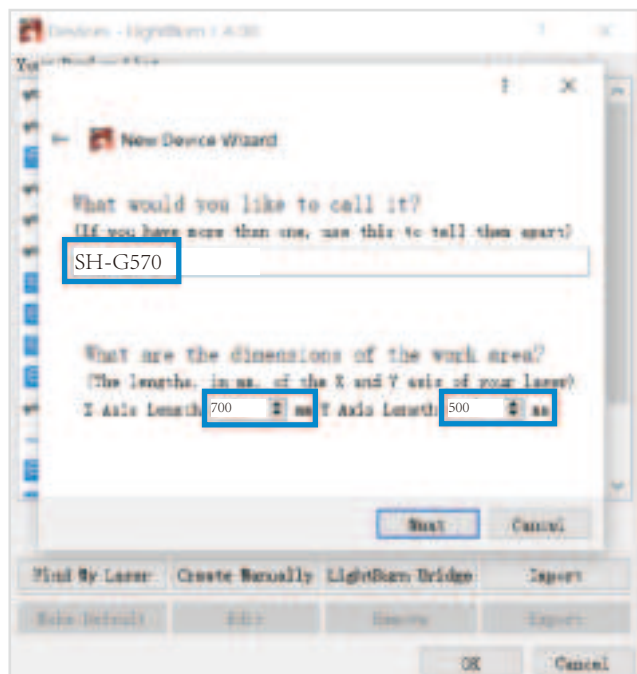 Devices - LightBurn 1.4.00
? ×
Your Device List
? ×
← New Device Wizard
What would you like to call it?
(If you have more than one, use this to tell them apart)
SH-G570
What are the dimensions of the work area?
(The lengths, in mm, of the X and Y axis of your laser)
X Axis Length 700 mm Y Axis Length 500 mm
Next Cancel
Find My Laser Create Manually LightBurn Bridge Import
Make Default Edit Remove Export
OK Cancel